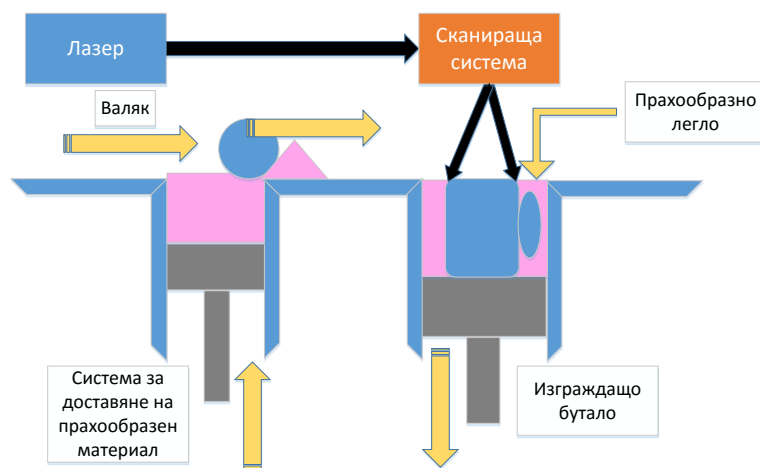 Лазер
Сканираща
система
Валяк
Прахообразно
легло
Система за
доставяне на
прахообразен
материал
Изграждащо
бутало